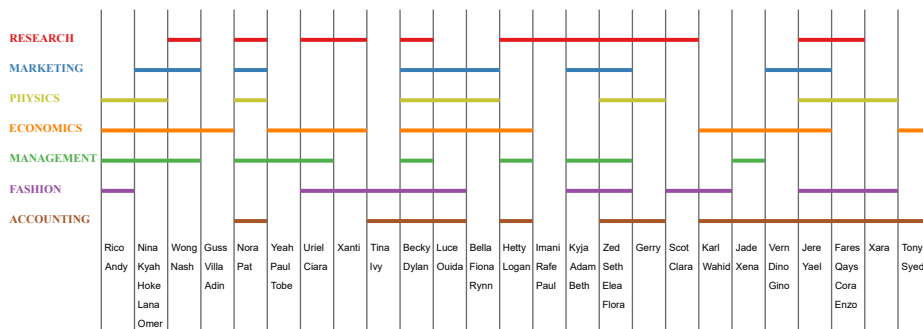 RESEARCH
MARKETING
PHYSICS
ECONOMICS
MANAGEMENT
FASHION
ACCOUNTING
Rico Nina Wong Guss Nora Yeah Uriel Xanti Tina Becky Luce Bella Hetty Imani Kyja Zed Gerry Scot Karl Jade Vern Jere Fares Xara Tony
Andy Kyah Nash Villa Pat Paul Ciara Ivy Dylan Ouida Fiona Logan Rafe Adam Seth Clara Wahid Xena Dino Yael Qays Syed
Hoke Adin Tobe Rynn Paul Beth Elea Gino Cora
Lana Flora Enzo
Omer